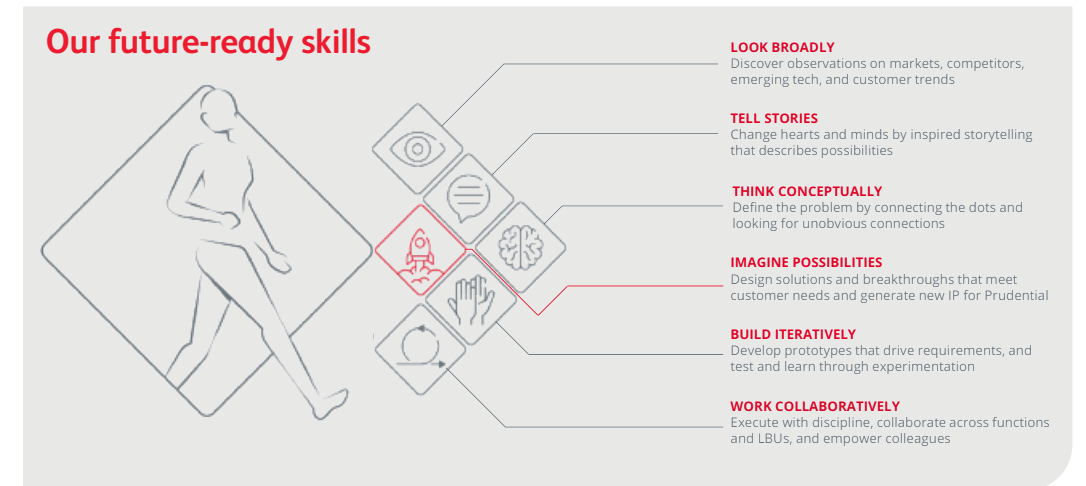 Our future-ready skills
LOOK BROADLY
Discover observations on markets, competitors,
emerging tech, and customer trends
TELL STORIES
Change hearts and minds by inspired storytelling
that describes possibilities
THINK CONCEPTUALLY
Define the problem by connecting the dots and
looking for unobvious connections
IMAGINE POSSIBILITIES
Design solutions and breakthroughs that meet
customer needs and generate new IP for Prudential
BUILD ITERATIVELY
Develop prototypes that drive requirements, and
test and learn through experimentation
WORK COLLABORATIVELY
Execute with discipline, collaborate across functions
and LBUs, and empower colleagues